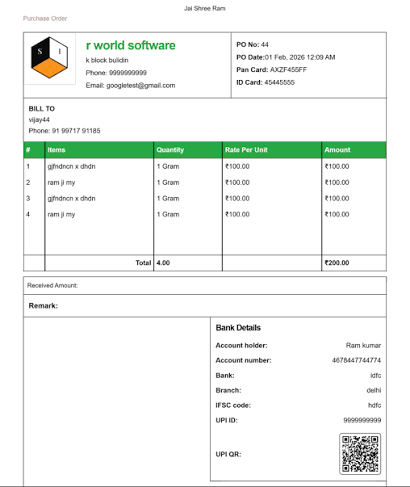 Jai Shree Ram
Purchase Order
S I
r world software
k block bulidin
Phone: 9999999999
Email: googletest@gmail.com
PO No: 44
PO Date:01 Feb, 2026 12:09 AM
Pan Card: AXZF455FF
ID Card: 45445555
BILL TO
vijay44
Phone: 91 99717 91185
# Items Quantity Rate Per Unit Amount
1 gjfndncn x dhdn 1 Gram ₹100.00 ₹100.00
2 ram ji my 1 Gram ₹100.00 ₹100.00
3 gjfndncn x dhdn 1 Gram ₹100.00 ₹100.00
4 ram ji my 1 Gram ₹100.00 ₹100.00
Total 4.00 ₹200.00
Received Amount:
Remark:
Bank Details
Account holder: Ram kumar
Account number: 4678447744774
Bank: idfc
Branch: delhi
IFSC code: hdfc
UPI ID: 9999999999
UPI QR: